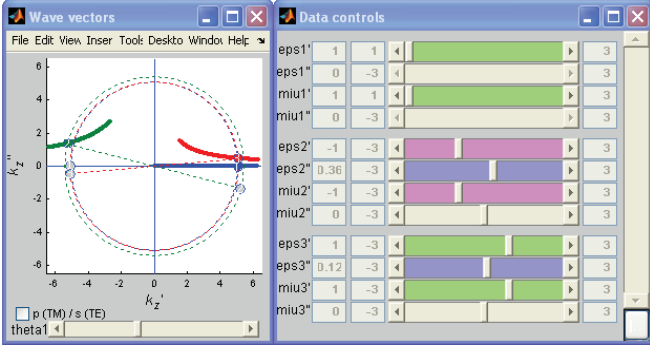 Wave vectors
File Edit View Inser Tools Deskto Window Help
6
4
2
0
-2
-4
-6
-6 -4 -2 0 2 4 6
k_z''
k_z'
p (TM) / s (TE)
theta1
Data controls
eps1' 1 1 3
eps1" 0 -3 3
miu1' 1 1 3
miu1" 0 -3 3
eps2' -1 -3 3
eps2" 0.36 -3 3
miu2' -1 -3 3
miu2" 0 -3 3
eps3' 1 -3 3
eps3" 0.12 -3 3
miu3' 1 -3 3
miu3" 0 -3 3